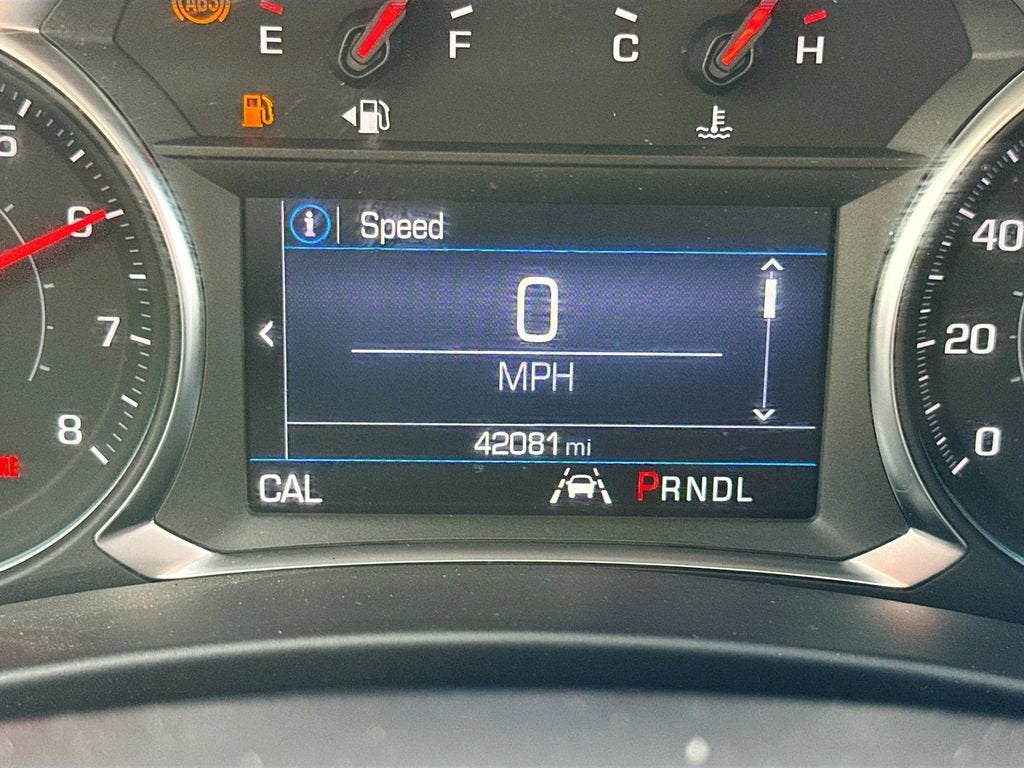 ABS
E F C H
5
6
7
8
Speed
0
MPH
42081 mi
CAL PRNDL
40
20
0